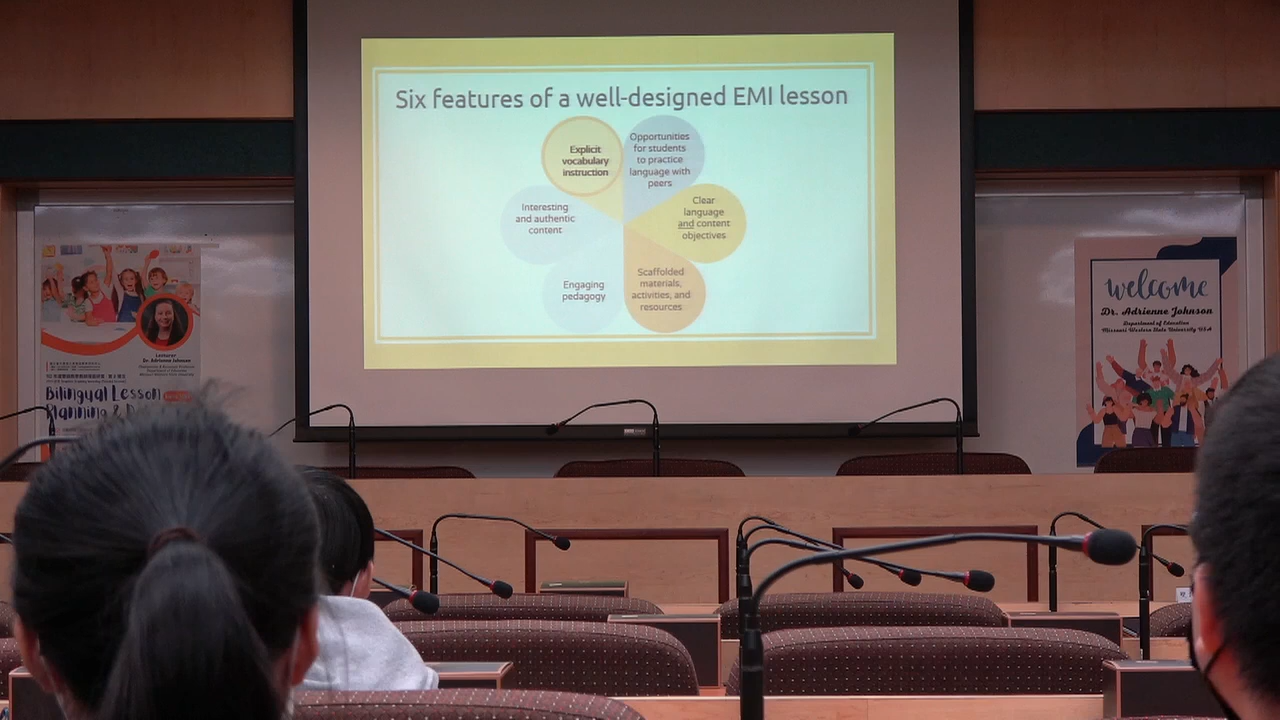 Six features of a well-designed EMI lesson
Explicit
vocabulary
instruction
Opportunities
for students
to practice
language with
peers
Interesting
and authentic
content
Clear
language
and content
objectives
Engaging
pedagogy
Scaffolded
materials,
activities, and
resources
Lecturer
Dr. Adrienne Johnson
Bilingual Lesson
Planning &
welcome
Dr. Adrienne Johnson
Department of Education
Missouri Western State University USA